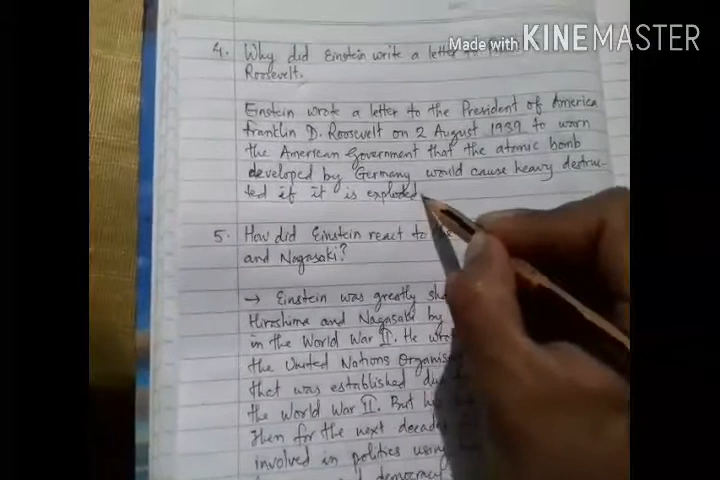 Made with KINEMASTER
4. Why did Einstein write a letter
Roosevelt.
Einstein wrote a letter to the President of America
franklin D. Roosevelt on 2 August 1939 to warn
the American Government that the atomic bomb
developed by Germany would cause heavy destruc-
ted if it is exploded
5. How did Einstein react to
and Nagasaki?
→ Einstein was greatly
Hiroshima and Nagasaki by
in the World War II. He
the United Nations
that was established
the World War II. But
then for the next
involved in politics using
democracy